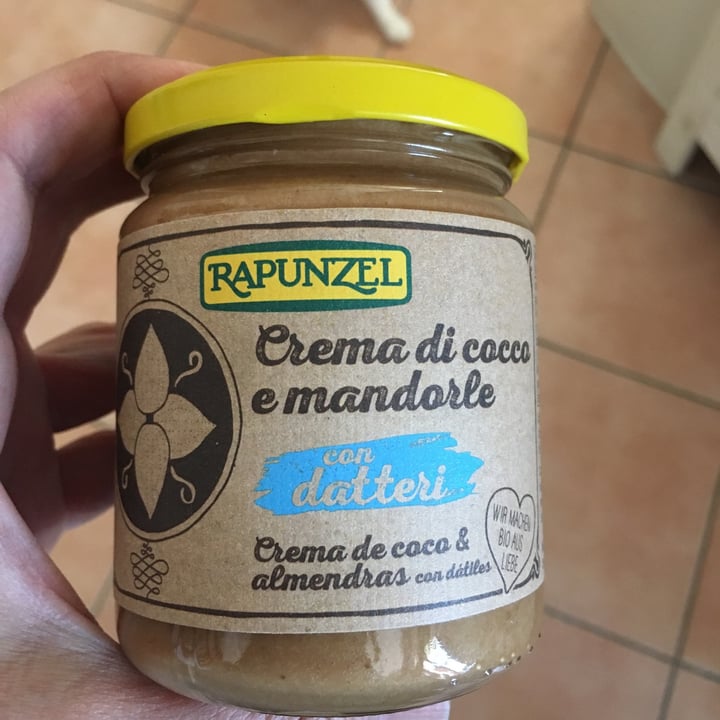 RAPUNZEL
Crema di cocco
e mandorle
con
datteri
Crema de coco &
almendras con dátiles
WIR MACHEN
BIO AUS
LIEBE